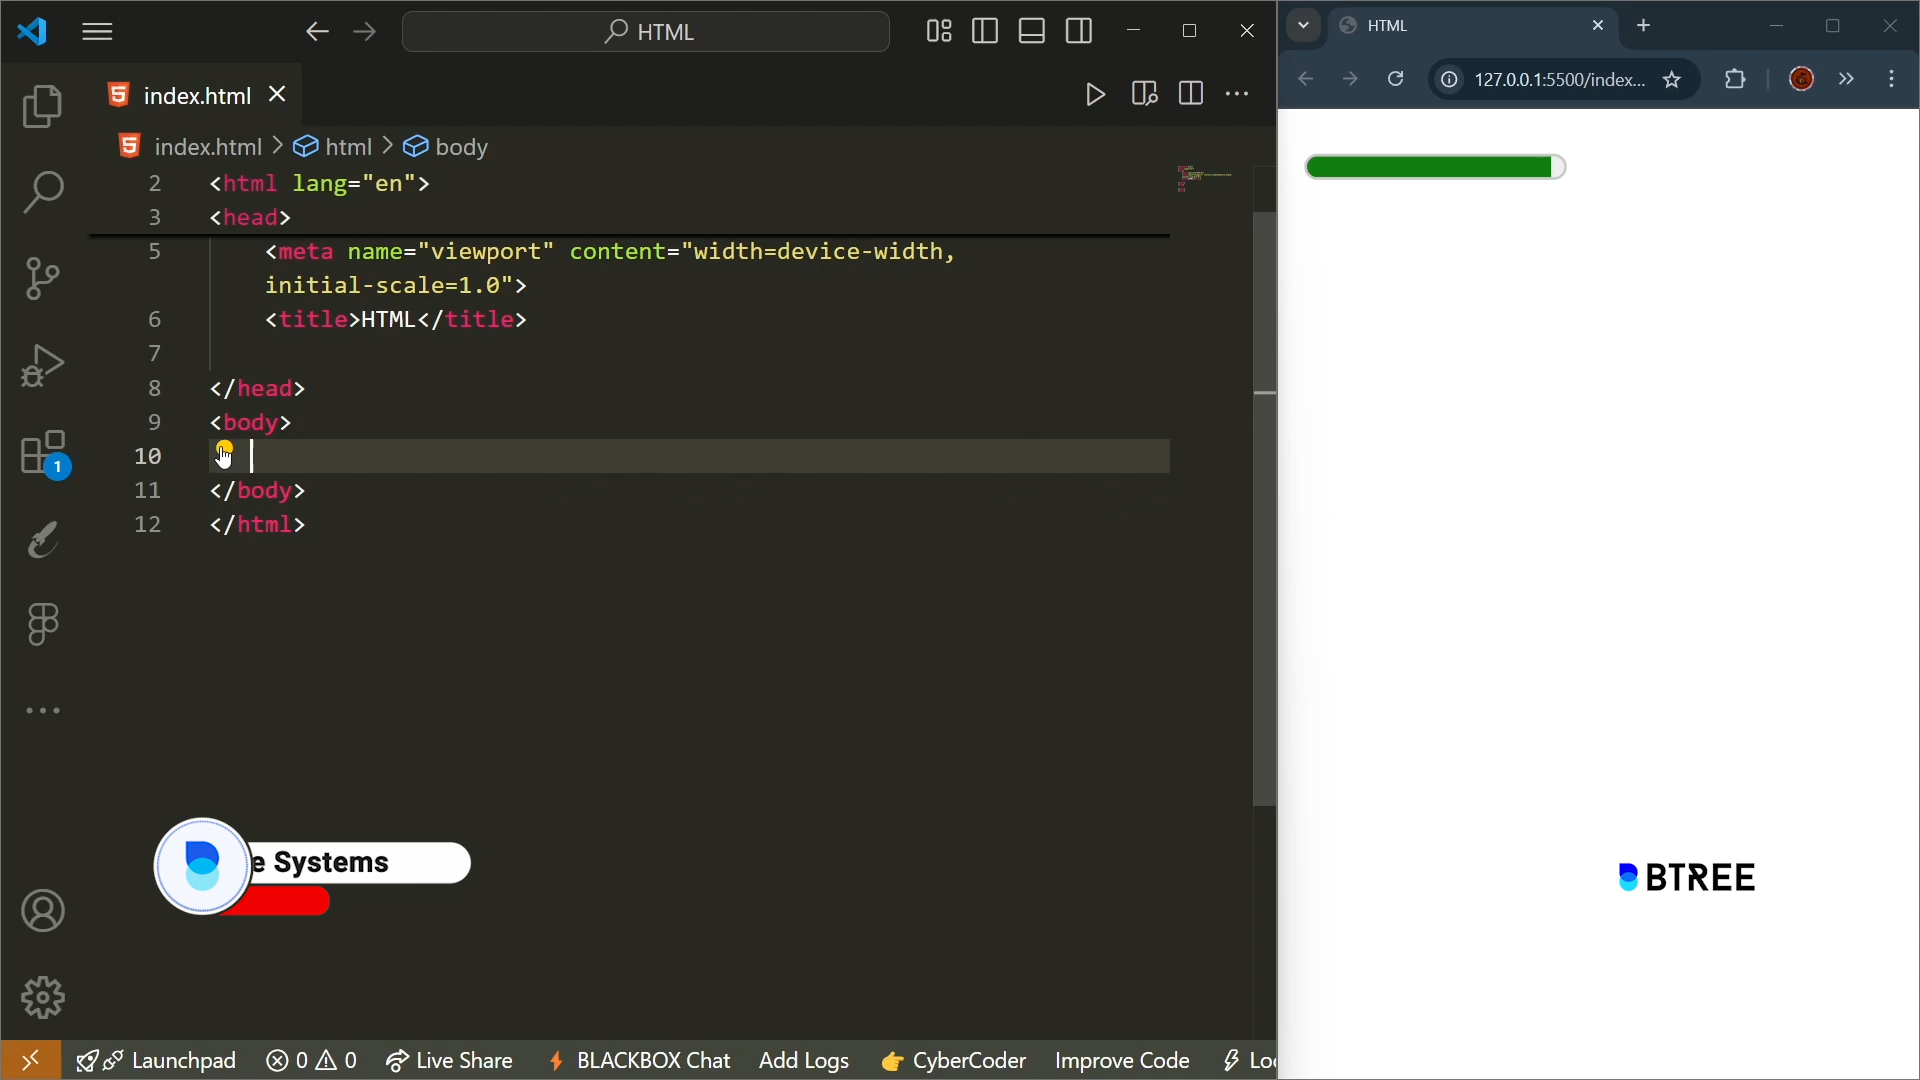 HTML
index.html
index.html > html > body
2 <html lang="en">
3 <head>
5 <meta name="viewport" content="width=device-width,
initial-scale=1.0">
6 <title>HTML</title>
7
8 </head>
9 <body>
10
11 </body>
12 </html>
1
e Systems
Launchpad 0 0 Live Share BLACKBOX Chat Add Logs CyberCoder Improve Code Loc
HTML
127.0.0.1:5500/index...
BTREE